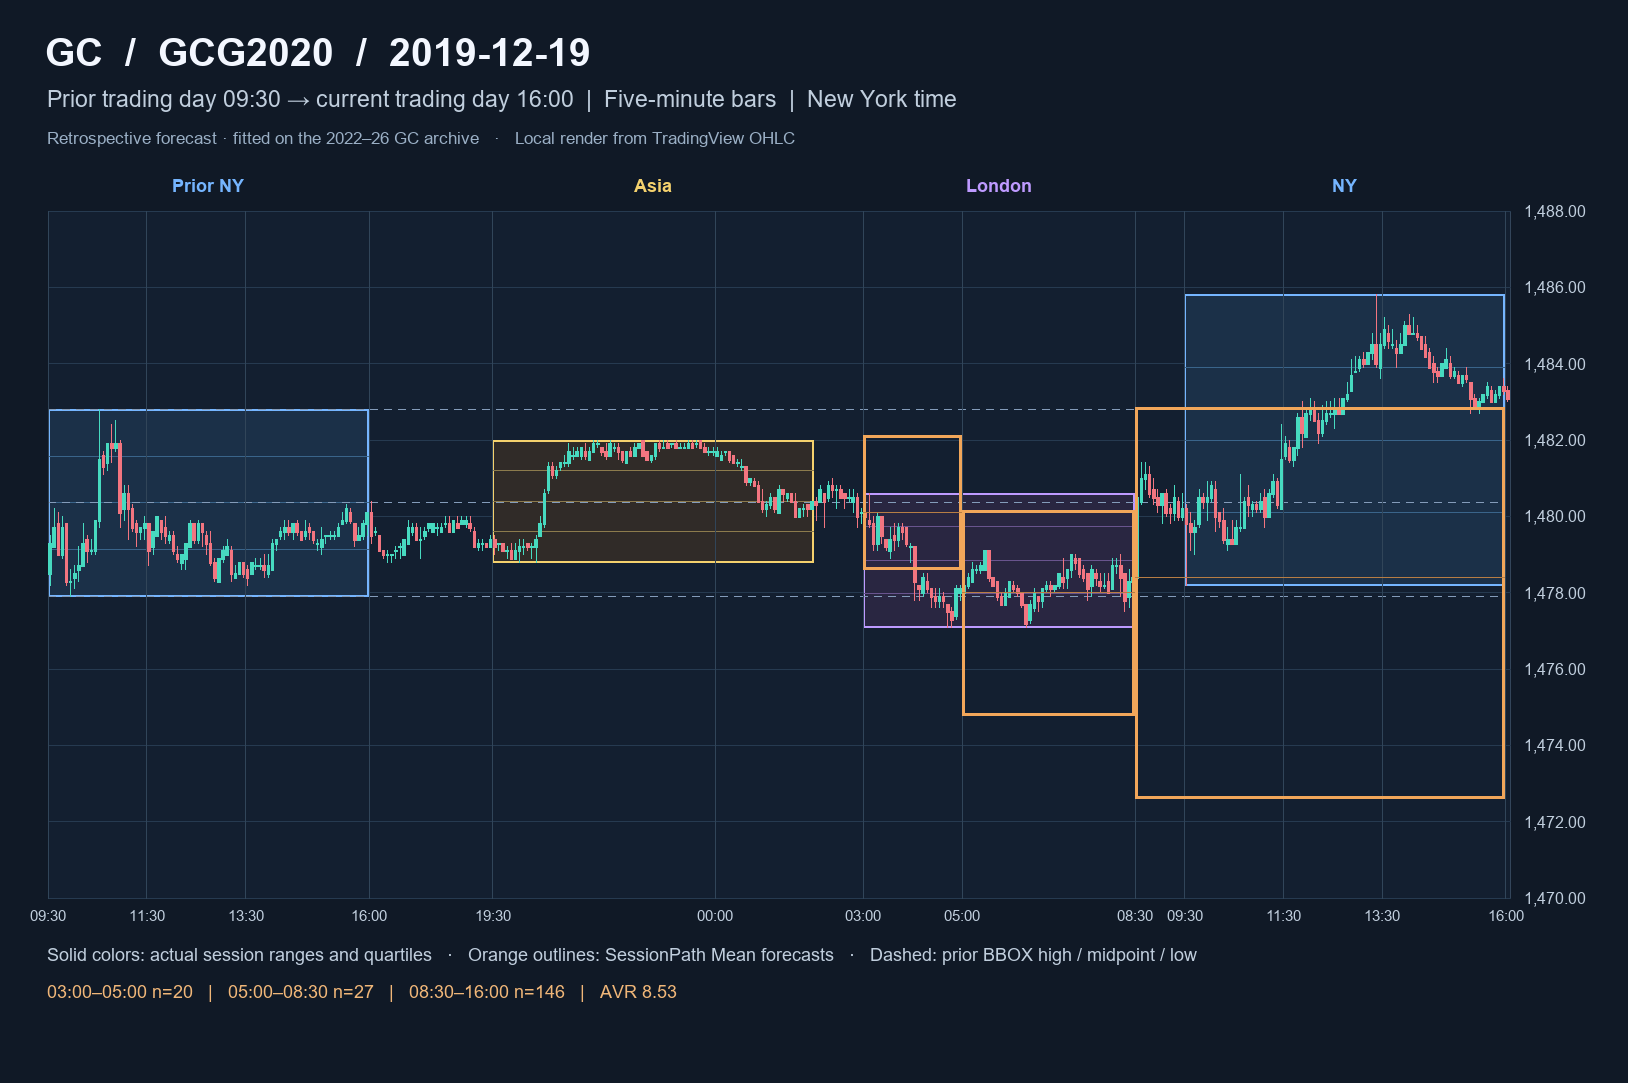 GC / GCG2020 / 2019-12-19
Prior trading day 09:30 → current trading day 16:00 | Five-minute bars | New York time
Retrospective forecast · fitted on the 2022–26 GC archive · Local render from TradingView OHLC
Prior NY Asia London NY
1,488.00
1,486.00
1,484.00
1,482.00
1,480.00
1,478.00
1,476.00
1,474.00
1,472.00
1,470.00
09:30 11:30 13:30 16:00 19:30 00:00 03:00 05:00 08:30 09:30 11:30 13:30 16:00
Solid colors: actual session ranges and quartiles · Orange outlines: SessionPath Mean forecasts · Dashed: prior BBOX high / midpoint / low
03:00–05:00 n=20 | 05:00–08:30 n=27 | 08:30–16:00 n=146 | AVR 8.53